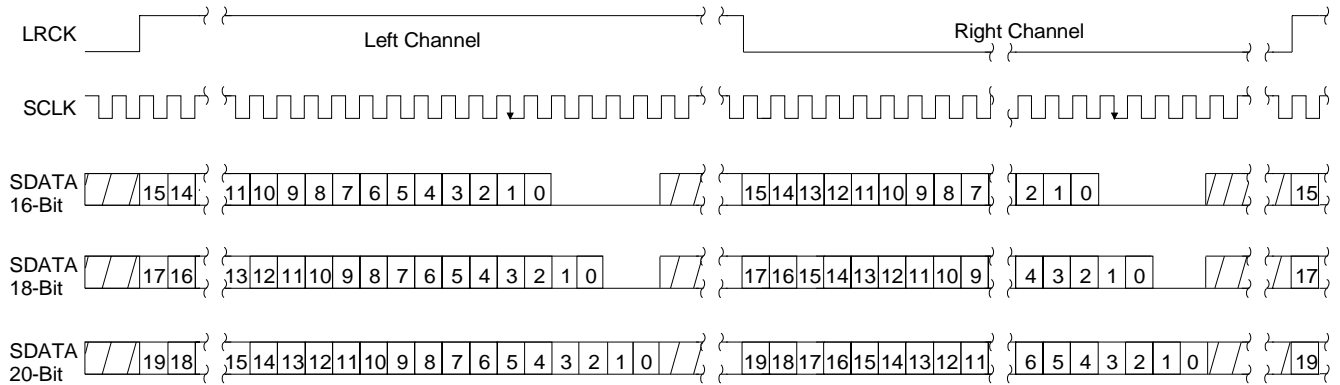 LRCK Left Channel Right Channel
SCLK
SDATA 15 14 11 10 9 8 7 6 5 4 3 2 1 0 15 14 13 12 11 10 9 8 7 2 1 0 15
16-Bit
SDATA 17 16 13 12 11 10 9 8 7 6 5 4 3 2 1 0 17 16 15 14 13 12 11 10 9 4 3 2 1 0 17
18-Bit
SDATA 19 18 15 14 13 12 11 10 9 8 7 6 5 4 3 2 1 0 19 18 17 16 15 14 13 12 11 6 5 4 3 2 1 0 19
20-Bit